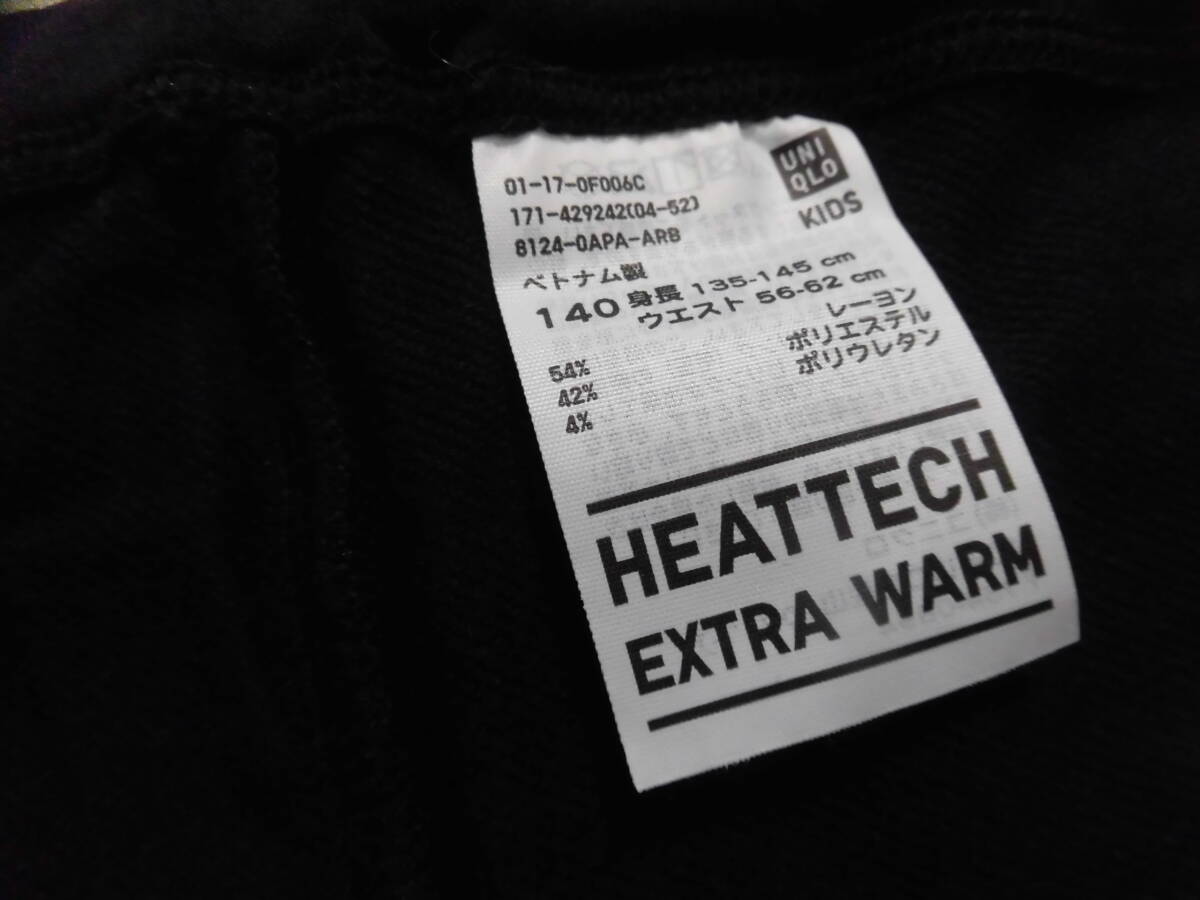 UNI
QLO
KIDS
01-17-0F006C
171-429242(04-52)
8124-0APA-ARB
ベトナム製
140 身長 135-145 cm
ウエスト 56-62 cm
54% レーヨン
42% ポリエステル
4% ポリウレタン
HEATTECH
EXTRA WARM